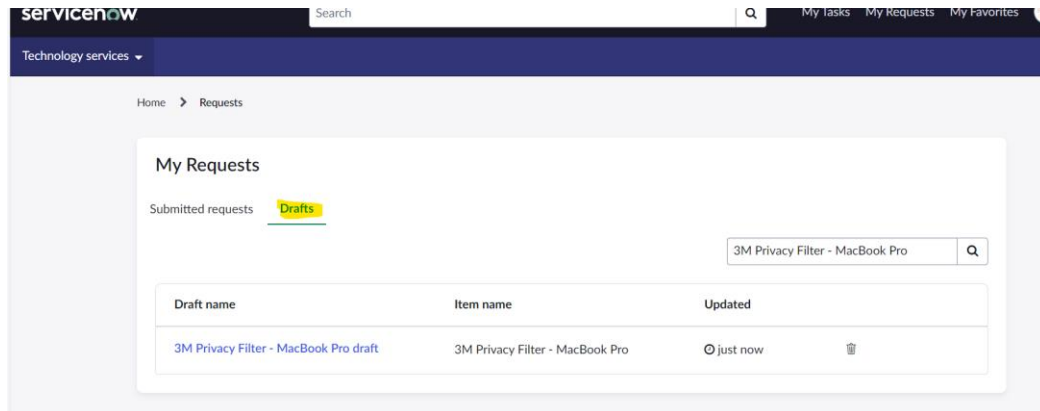 servicenow
Search
My Tasks My Requests My Favorites
Technology services
Home > Requests
My Requests
Submitted requests Drafts
3M Privacy Filter - MacBook Pro
Draft name Item name Updated
3M Privacy Filter - MacBook Pro draft 3M Privacy Filter - MacBook Pro just now